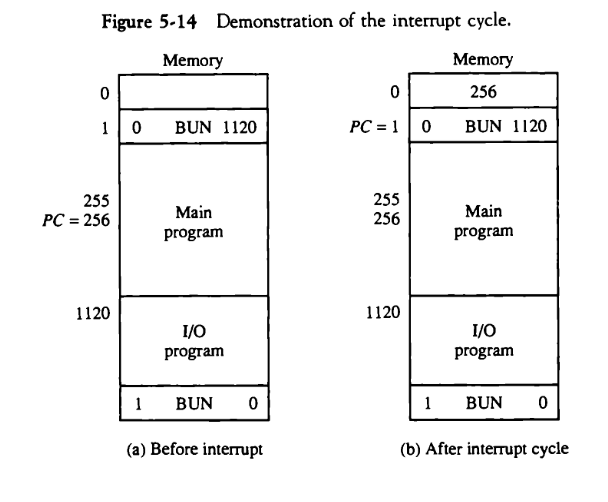 Figure 5-14 Demonstration of the interrupt cycle.
Memory
0
1 0 BUN 1120
255
PC = 256
Main
program
1120
I/O
program
1 BUN 0
(a) Before interrupt
Memory
0 256
PC = 1 0 BUN 1120
255
256
Main
program
1120
I/O
program
1 BUN 0
(b) After interrupt cycle